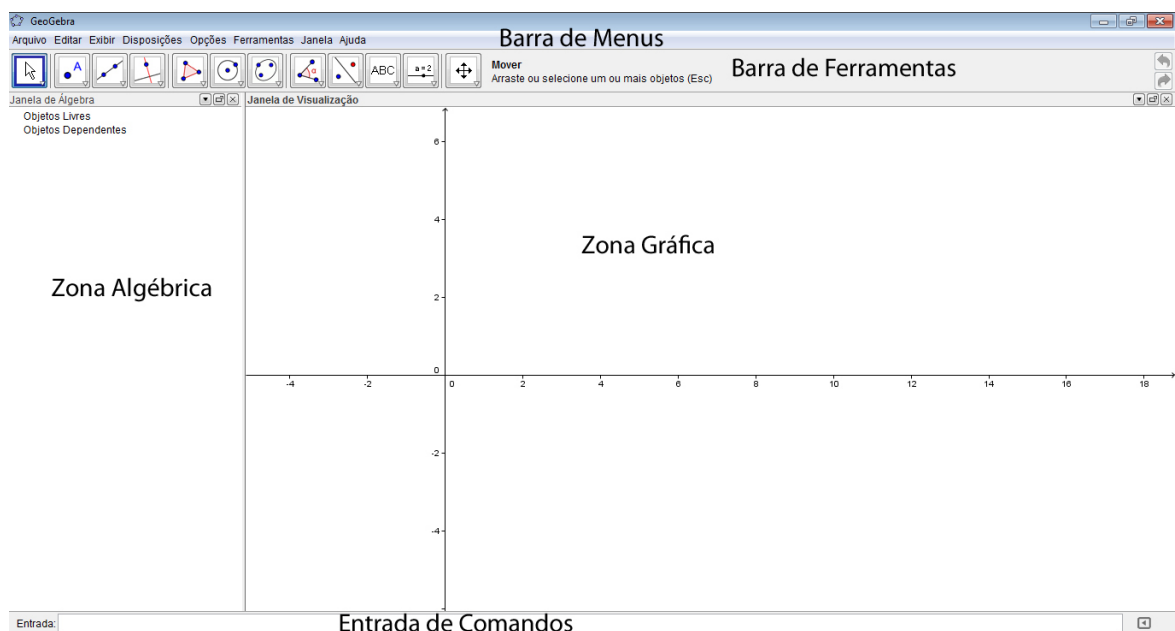 GeoGebra
Arquivo Editar Exibir Disposições Opções Ferramentas Janela Ajuda
Barra de Menus
A
α
ABC
a = 2
Mover
Arraste ou selecione um ou mais objetos (Esc)
Barra de Ferramentas
Janela de Álgebra
Janela de Visualização
Objetos Livres
Objetos Dependentes
6
4
Zona Gráfica
Zona Algébrica
2
0
-4 -2 0 2 4 6 8 10 12 14 16 18
-2
-4
Entrada:
Entrada de Comandos